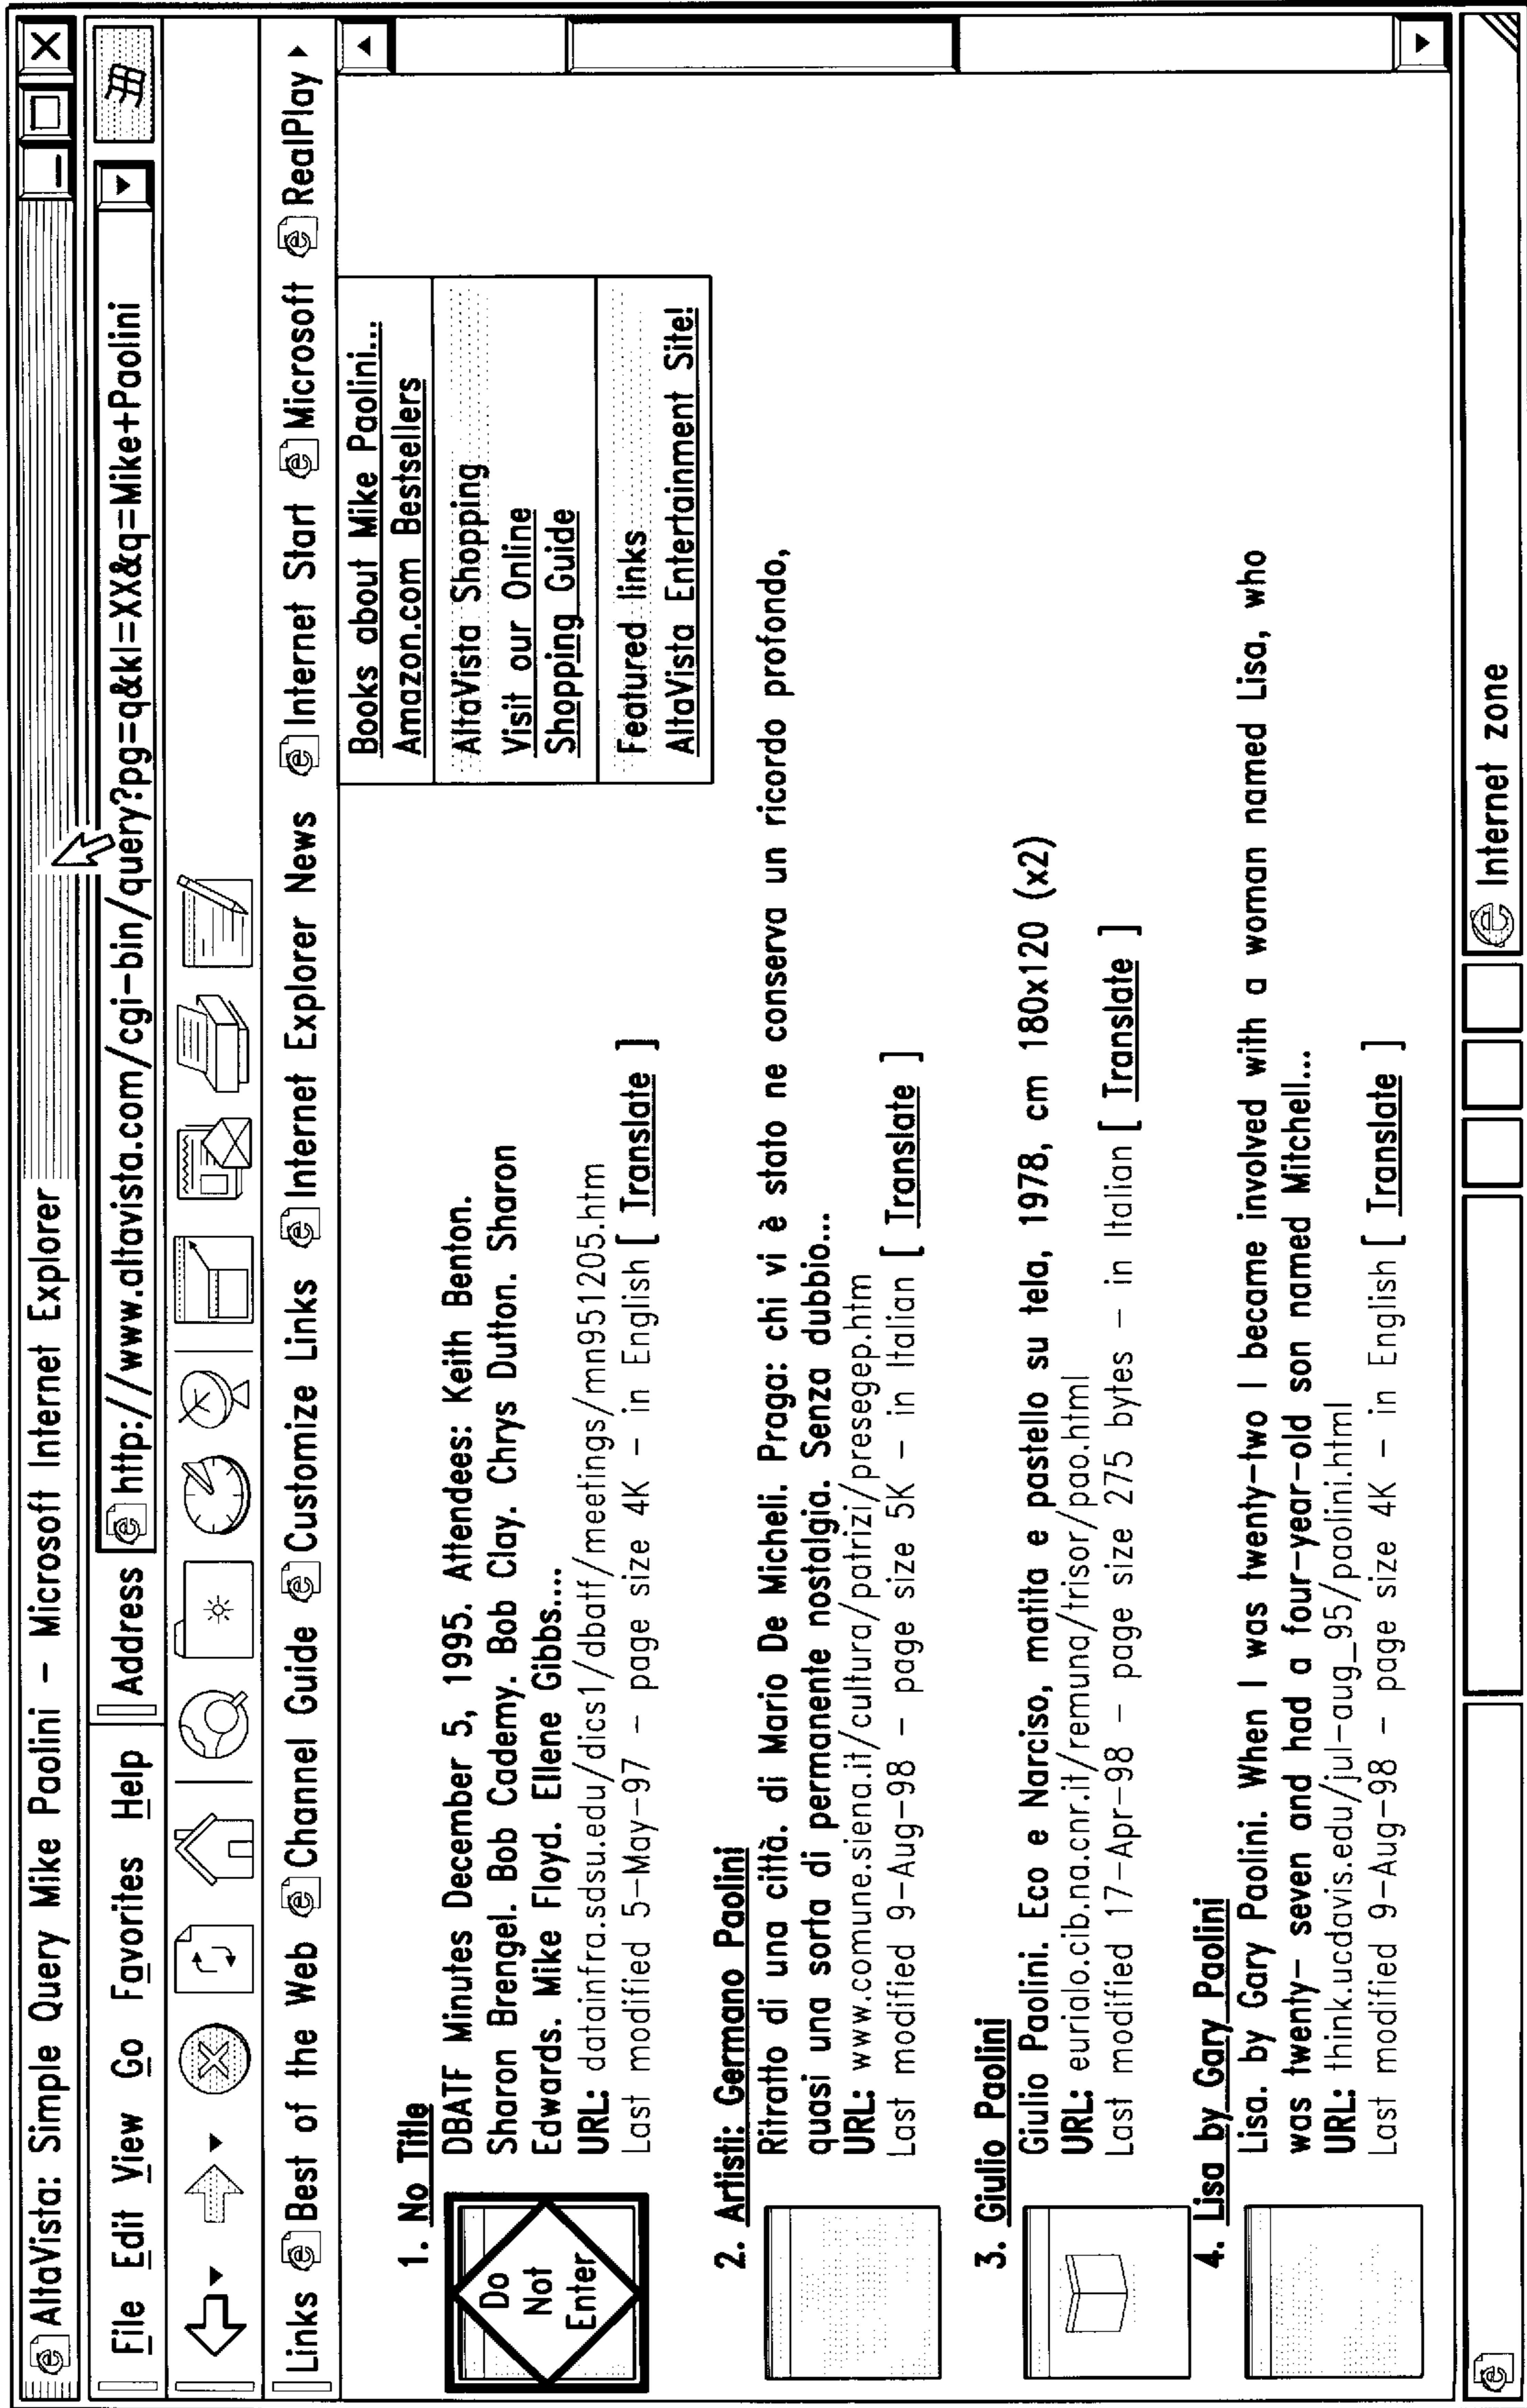 AltaVista: Simple Query Mike Paolini - Microsoft Internet Explorer
File Edit View Go Favorites Help
Address http://www.altavista.com/cgi-bin/query?pg=q&kl=XX&q=Mike+Paolini
Links Best of the Web Channel Guide Customize Links Internet Explorer News Internet Start Microsoft RealPlay
Books about Mike Paolini...
Amazon.com Bestsellers
AltaVista Shopping
Visit our Online
Shopping Guide
Featured links
AltaVista Entertainment Site!
1. No Title
Do
Not
Enter
DBATF Minutes December 5, 1995. Attendees: Keith Benton.
Sharon Brengel. Bob Cademy. Bob Clay. Chrys Dutton. Sharon
Edwards. Mike Floyd. Ellene Gibbs....
URL: datainfra.sdsu.edu/dics1/dbatf/meetings/mn951205.htm
Last modified 5-May-97 - page size 4K - in English [ Translate ]
2. Artisti: Germano Paolini
Ritratto di una città. di Mario De Micheli. Praga: chi vi è stato ne conserva un ricordo profondo,
quasi una sorta di permanente nostalgia. Senza dubbio...
URL: www.comune.siena.it/cultura/patrizi/presegep.htm
Last modified 9-Aug-98 - page size 5K - in Italian [ Translate ]
3. Giulio Paolini
Giulio Paolini. Eco e Narciso, matita e pastello su tela, 1978, cm 180x120 (x2)
URL: eurialo.cib.na.cnr.it/remuna/trisor/pao.html
Last modified 17-Apr-98 - page size 275 bytes - in Italian [ Translate ]
4. Lisa by Gary Paolini
Lisa. by Gary Paolini. When I was twenty-two I became involved with a woman named Lisa, who
was twenty- seven and had a four-year-old son named Mitchell...
URL: think.ucdavis.edu/jul-aug_95/paolini.html
Last modified 9-Aug-98 - page size 4K - in English [ Translate ]
Internet zone